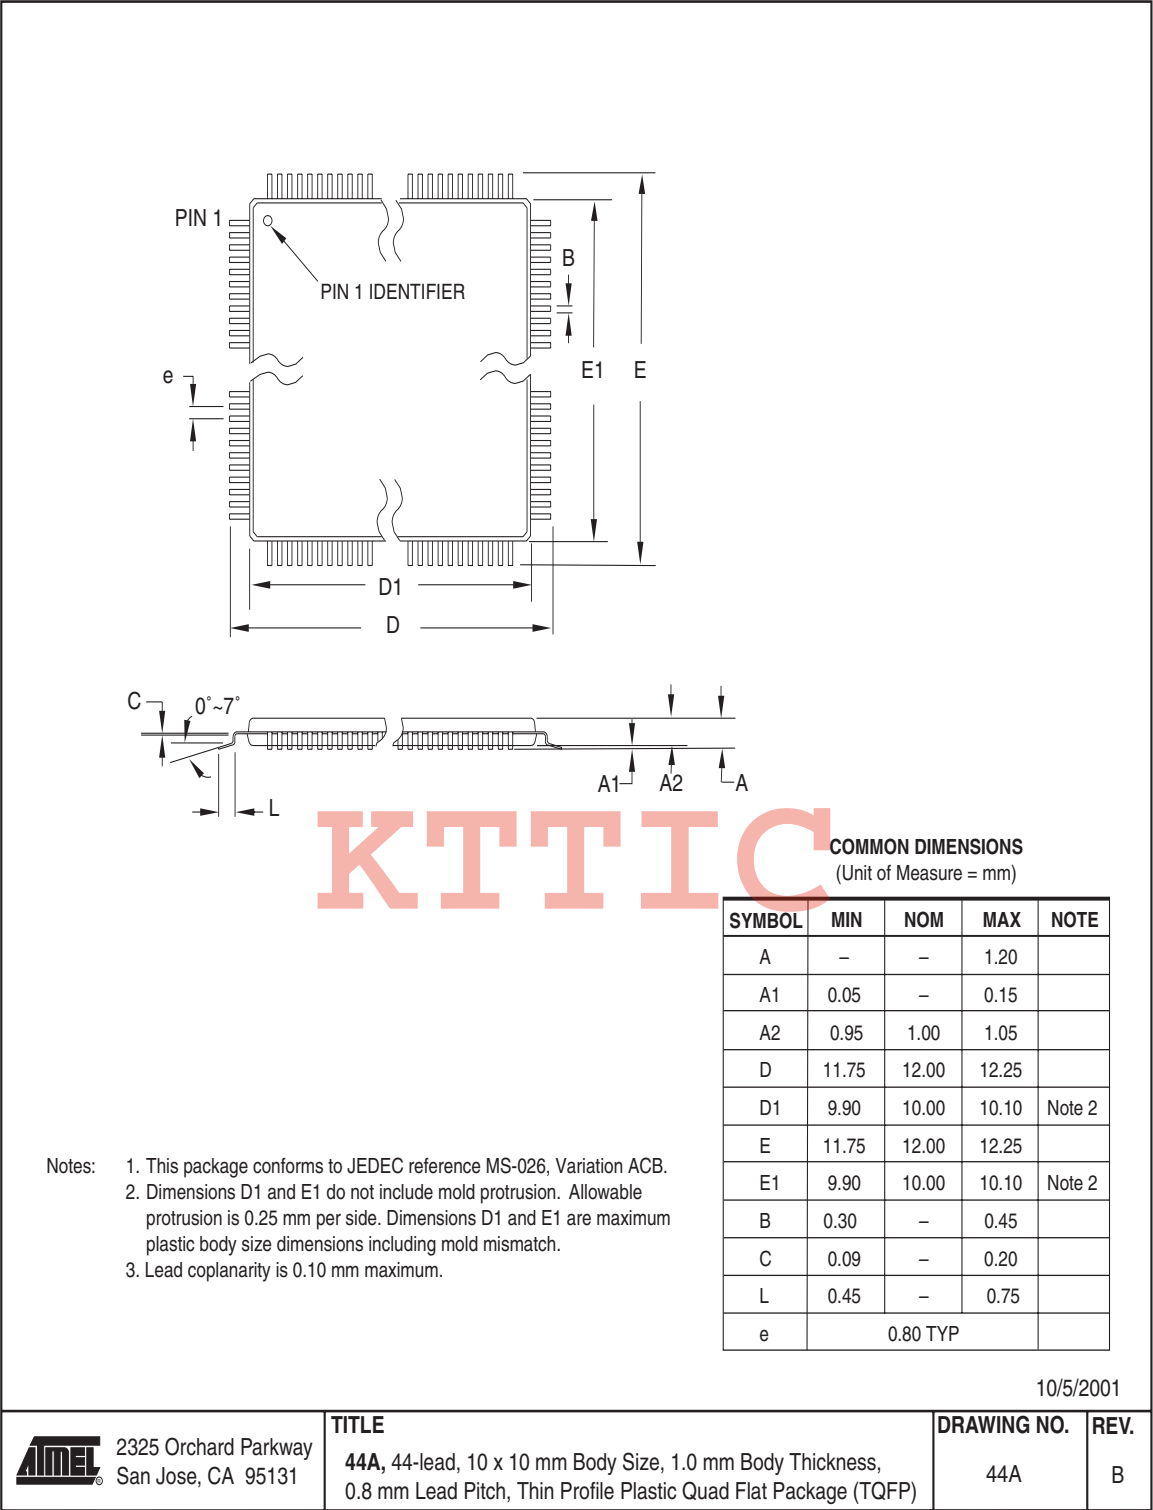 PIN 1
PIN 1 IDENTIFIER
B
E1
E
e
D1
D
C
0˚~7˚
A1
A2
A
L
KTTIC
COMMON DIMENSIONS
(Unit of Measure = mm)
SYMBOL MIN NOM MAX NOTE
A – – 1.20
A1 0.05 – 0.15
A2 0.95 1.00 1.05
D 11.75 12.00 12.25
D1 9.90 10.00 10.10 Note 2
E 11.75 12.00 12.25
E1 9.90 10.00 10.10 Note 2
B 0.30 – 0.45
C 0.09 – 0.20
L 0.45 – 0.75
e 0.80 TYP
Notes: 1. This package conforms to JEDEC reference MS-026, Variation ACB.
2. Dimensions D1 and E1 do not include mold protrusion. Allowable
protrusion is 0.25 mm per side. Dimensions D1 and E1 are maximum
plastic body size dimensions including mold mismatch.
3. Lead coplanarity is 0.10 mm maximum.
10/5/2001
ATMEL ®
2325 Orchard Parkway
San Jose, CA 95131
TITLE
44A, 44-lead, 10 x 10 mm Body Size, 1.0 mm Body Thickness,
0.8 mm Lead Pitch, Thin Profile Plastic Quad Flat Package (TQFP)
DRAWING NO.
44A
REV.
B